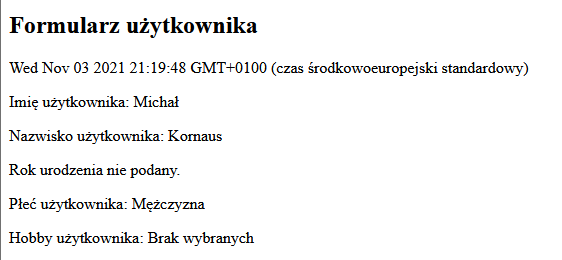 Formularz użytkownika
Wed Nov 03 2021 21:19:48 GMT+0100 (czas środkowoeuropejski standardowy)
Imię użytkownika: Michał
Nazwisko użytkownika: Kornaus
Rok urodzenia nie podany.
Płeć użytkownika: Mężczyzna
Hobby użytkownika: Brak wybranych